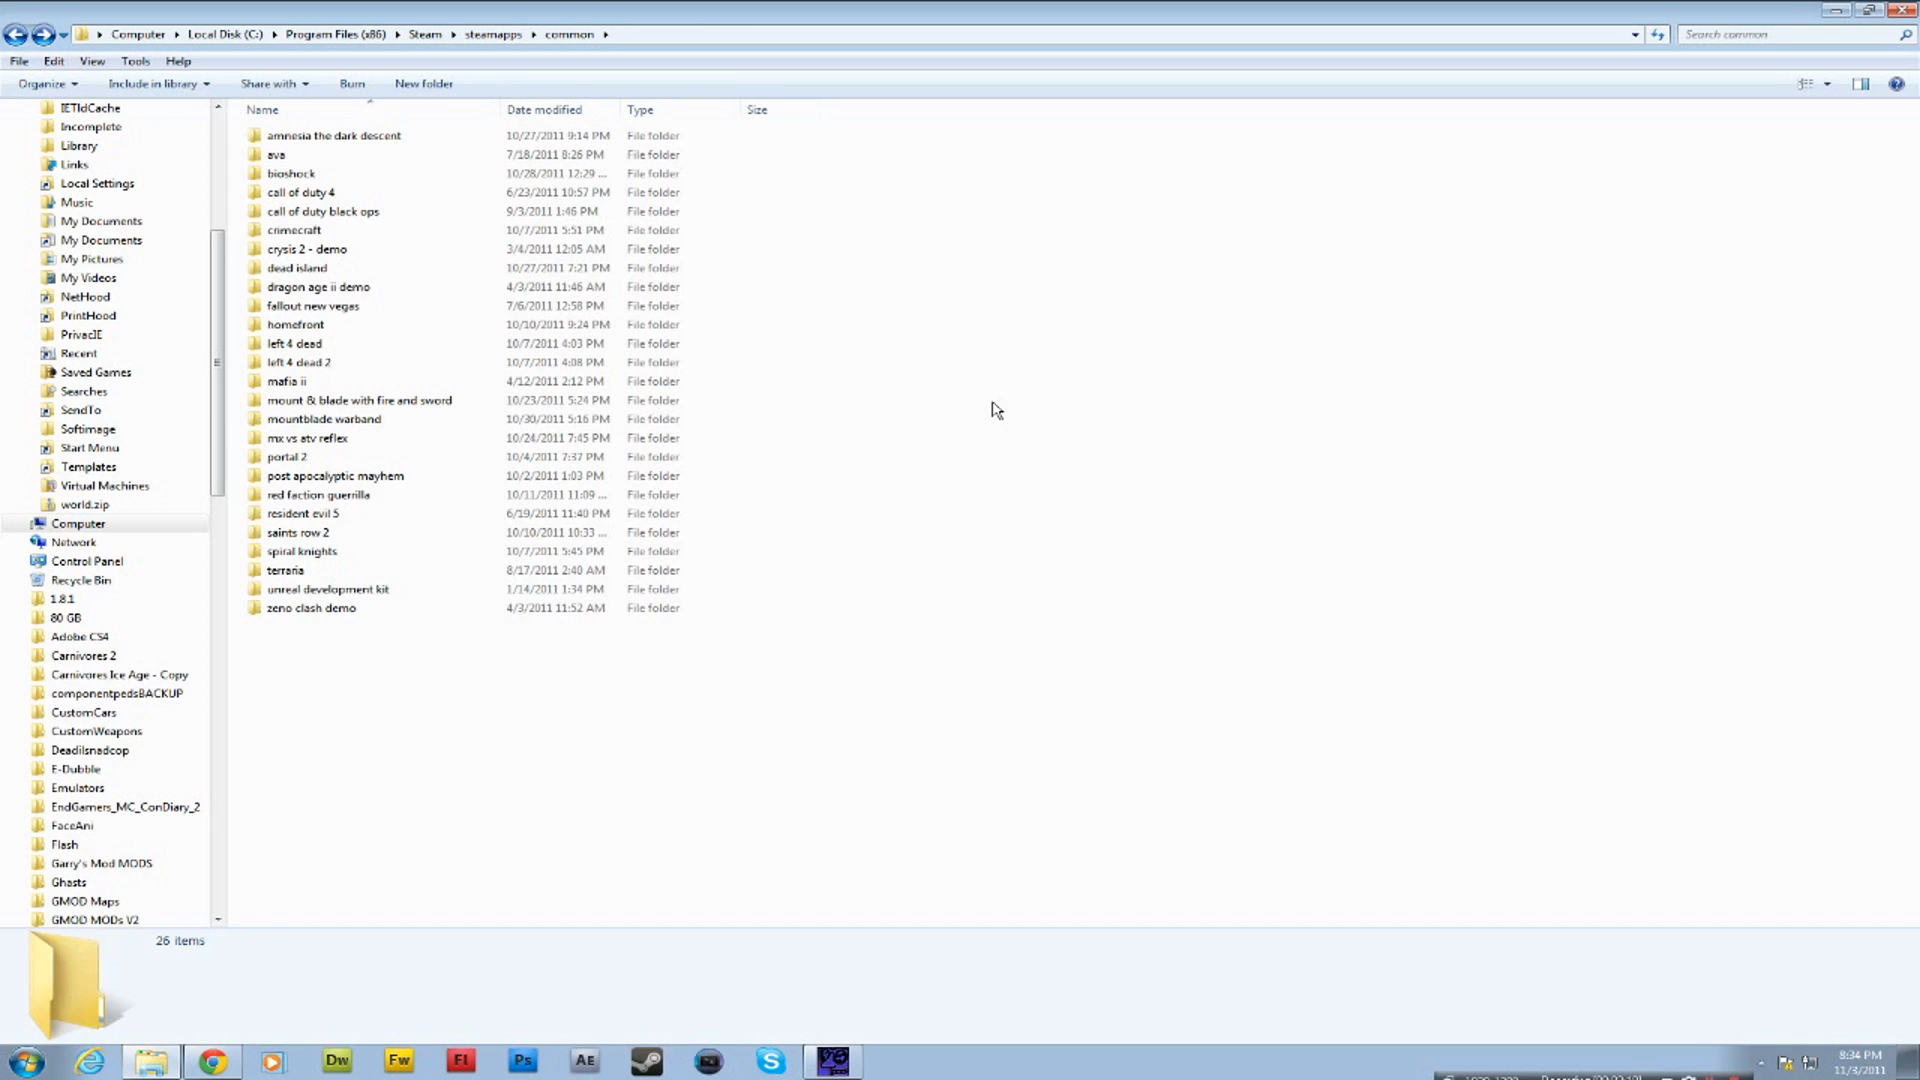 Computer ▸ Local Disk (C:) ▸ Program Files (x86) ▸ Steam ▸ steamapps ▸ common ▸
Search common
File Edit View Tools Help
Organize Include in library Share with Burn New folder
Name Date modified Type Size
IETldCache
Incomplete
Library
Links
Local Settings
Music
My Documents
My Documents
My Pictures
My Videos
NetHood
PrintHood
PrivacIE
Recent
Saved Games
Searches
SendTo
Softimage
Start Menu
Templates
Virtual Machines
world.zip
Computer
Network
Control Panel
Recycle Bin
1.8.1
80 GB
Adobe CS4
Carnivores 2
Carnivores Ice Age - Copy
componentpedsBACKUP
CustomCars
CustomWeapons
Deadilsnadcop
E-Dubble
Emulators
EndGamers_MC_ConDiary_2
FaceAni
Flash
Garry's Mod MODS
Ghasts
GMOD Maps
GMOD MODs V2
amnesia the dark descent 10/27/2011 9:14 PM File folder
ava 7/18/2011 8:26 PM File folder
bioshock 10/28/2011 12:29 ... File folder
call of duty 4 6/23/2011 10:57 PM File folder
call of duty black ops 9/3/2011 1:46 PM File folder
crimecraft 10/7/2011 5:51 PM File folder
crysis 2 - demo 3/4/2011 12:05 AM File folder
dead island 10/27/2011 7:21 PM File folder
dragon age ii demo 4/3/2011 11:46 AM File folder
fallout new vegas 7/6/2011 12:58 PM File folder
homefront 10/10/2011 9:24 PM File folder
left 4 dead 10/7/2011 4:03 PM File folder
left 4 dead 2 10/7/2011 4:08 PM File folder
mafia ii 4/12/2011 2:12 PM File folder
mount & blade with fire and sword 10/23/2011 5:24 PM File folder
mountblade warband 10/30/2011 5:16 PM File folder
mx vs atv reflex 10/24/2011 7:45 PM File folder
portal 2 10/4/2011 7:37 PM File folder
post apocalyptic mayhem 10/2/2011 1:03 PM File folder
red faction guerrilla 10/11/2011 11:09 ... File folder
resident evil 5 6/19/2011 11:40 PM File folder
saints row 2 10/10/2011 10:33 ... File folder
spiral knights 10/7/2011 5:45 PM File folder
terraria 8/17/2011 2:40 AM File folder
unreal development kit 1/14/2011 1:34 PM File folder
zeno clash demo 4/3/2011 11:52 AM File folder
26 items
Dw Fw Fl Ps AE
8:34 PM
11/3/2011